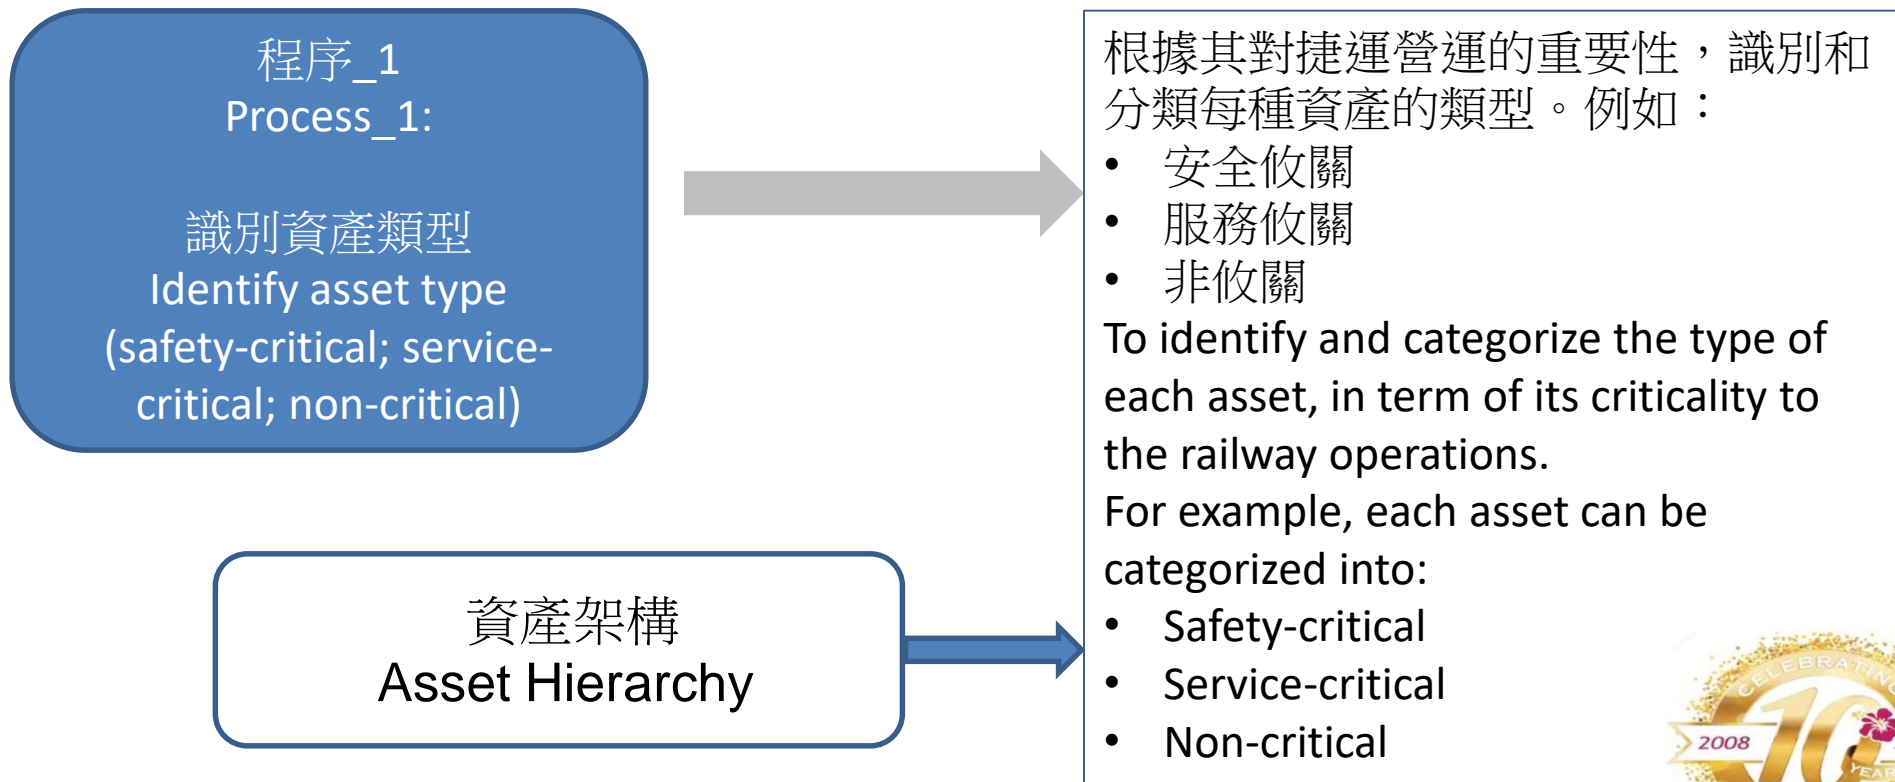 程序_1
Process_1:
識別資產類型
Identify asset type
(safety-critical; service-
critical; non-critical)
資產架構
Asset Hierarchy
根據其對捷運營運的重要性，識別和
分類每種資產的類型。例如：
• 安全攸關
• 服務攸關
• 非攸關
To identify and categorize the type of
each asset, in term of its criticality to
the railway operations.
For example, each asset can be
categorized into:
• Safety-critical
• Service-critical
• Non-critical
CELEBRATING
10
2008